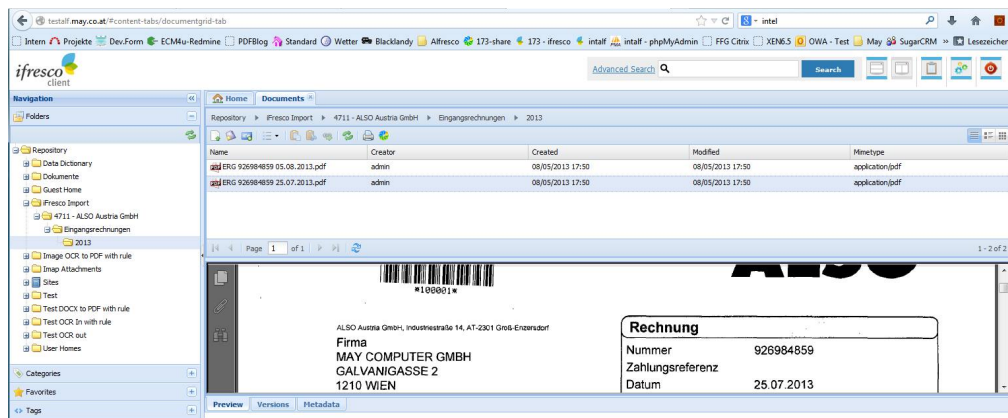 testalf.may.co.at/#content-tabs/documentgrid-tab
intel
Intern Projekte Dev.Form ECM4u-Redmine PDFBlog Standard Wetter Blacklandy Alfresco 173-share 173 - ifresco intalf intalf - phpMyAdmin FFG Citrix XEN6.5 OWA - Test May SugarCRM » Lesezeichen
ifresco
client
Advanced Search
Search
Navigation
Home
Documents
Folders
Repository iFresco Import 4711 - ALSO Austria GmbH Eingangsrechnungen 2013
Name Creator Created Modified Mimetype
ERG 926984859 05.08.2013.pdf admin 08/05/2013 17:50 08/05/2013 17:50 application/pdf
ERG 926984859 25.07.2013.pdf admin 08/05/2013 17:50 08/05/2013 17:50 application/pdf
Repository
Data Dictionary
Dokumente
Guest Home
iFresco Import
4711 - ALSO Austria GmbH
Eingangsrechnungen
2013
Image OCR to PDF with rule
Imap Attachments
Sites
Test
Test DOCX to PDF with rule
Test OCR In with rule
Test OCR out
User Homes
Categories
Favorites
Tags
Page 1 of 1
1 - 2 of 2
*100001*
ALSO
ALSO Austria GmbH, Industriestraße 14, AT-2301 Groß-Enzersdorf
Firma
MAY COMPUTER GMBH
GALVANIGASSE 2
1210 WIEN
Rechnung
Nummer 926984859
Zahlungsreferenz
Datum 25.07.2013
Preview Versions Metadata